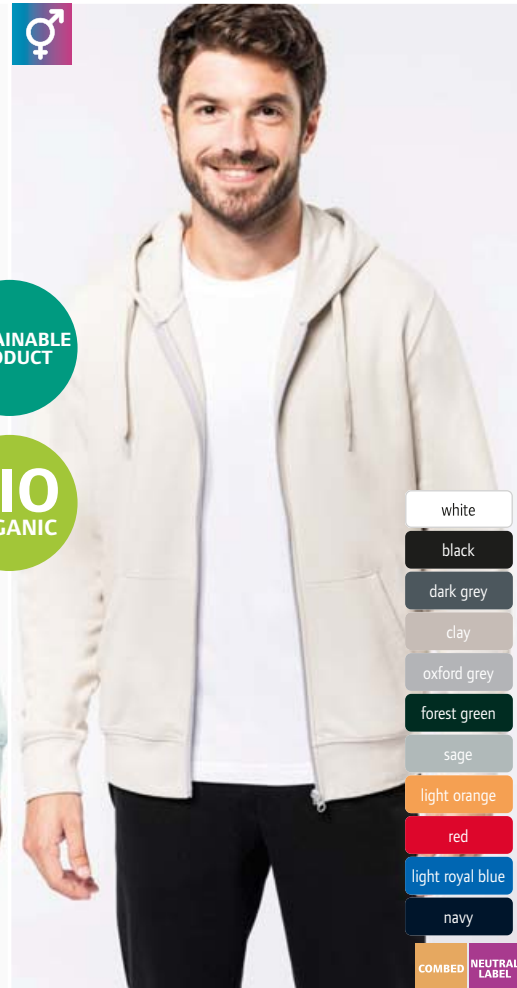 AINABLE
ODUCT
IO
GANIC
white
black
dark grey
clay
oxford grey
forest green
sage
light orange
red
light royal blue
navy
COMBED
NEUTRAL
LABEL